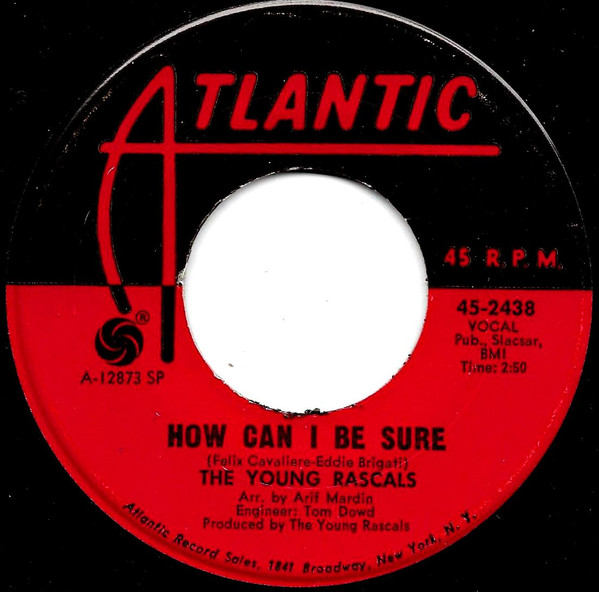 ATLANTIC
45 R.P.M.
®
A-12873 SP
45-2438
VOCAL
Pub., Slacsar,
BMI
Time: 2:50
HOW CAN I BE SURE
(Felix Cavaliere-Eddie Brigati)
THE YOUNG RASCALS
Arr. by Arif Mardin
Engineer: Tom Dowd
Produced by The Young Rascals
Atlantic Record Sales, 1841 Broadway, New York, N. Y.